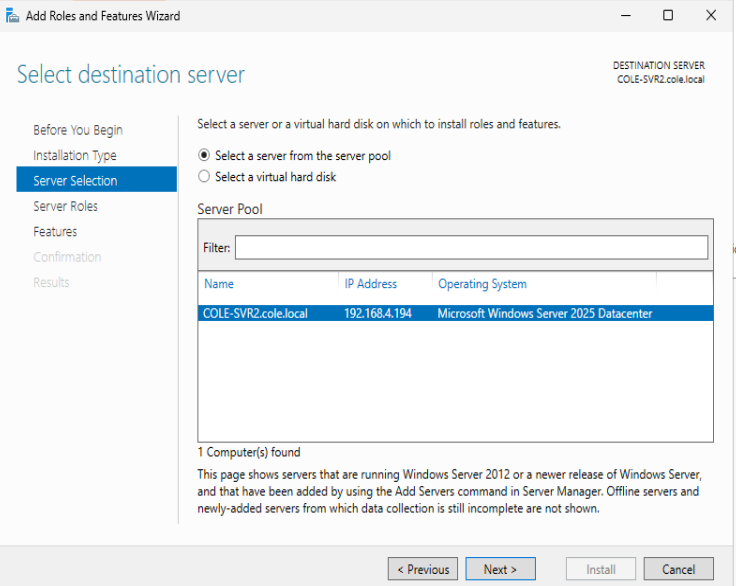 Add Roles and Features Wizard
Select destination server
DESTINATION SERVER
COLE-SVR2.cole.local
Before You Begin
Installation Type
Server Selection
Server Roles
Features
Confirmation
Results
Select a server or a virtual hard disk on which to install roles and features.
Select a server from the server pool
Select a virtual hard disk
Server Pool
Filter:
Name IP Address Operating System
COLE-SVR2.cole.local 192.168.4.194 Microsoft Windows Server 2025 Datacenter
1 Computer(s) found
This page shows servers that are running Windows Server 2012 or a newer release of Windows Server,
and that have been added by using the Add Servers command in Server Manager. Offline servers and
newly-added servers from which data collection is still incomplete are not shown.
< Previous Next > Install Cancel